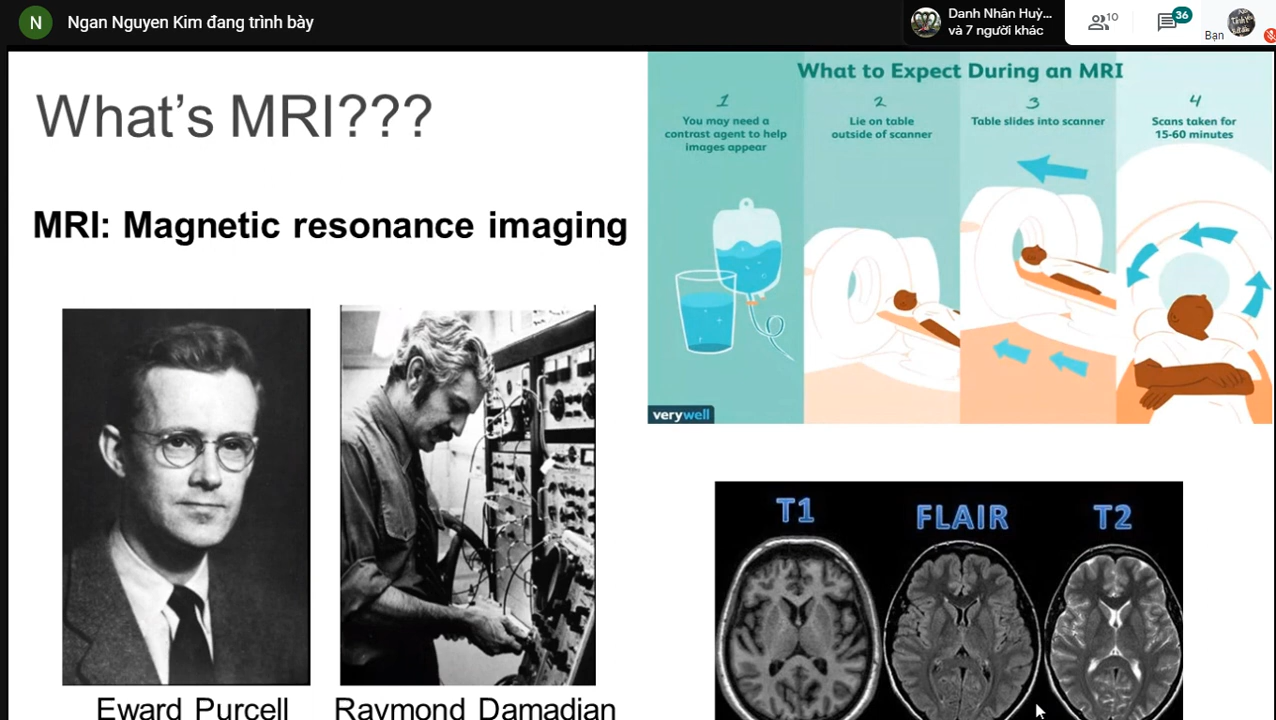 N
Ngan Nguyen Kim đang trình bày
Danh Nhân Huỳ...
và 7 người khác
10
36
Bạn
What's MRI???
MRI: Magnetic resonance imaging
Eward Purcell
Raymond Damadian
What to Expect During an MRI
1
You may need a
contrast agent to help
images appear
2
Lie on table
outside of scanner
3
Table slides into scanner
4
Scans taken for
15-60 minutes
verywell
T1
FLAIR
T2